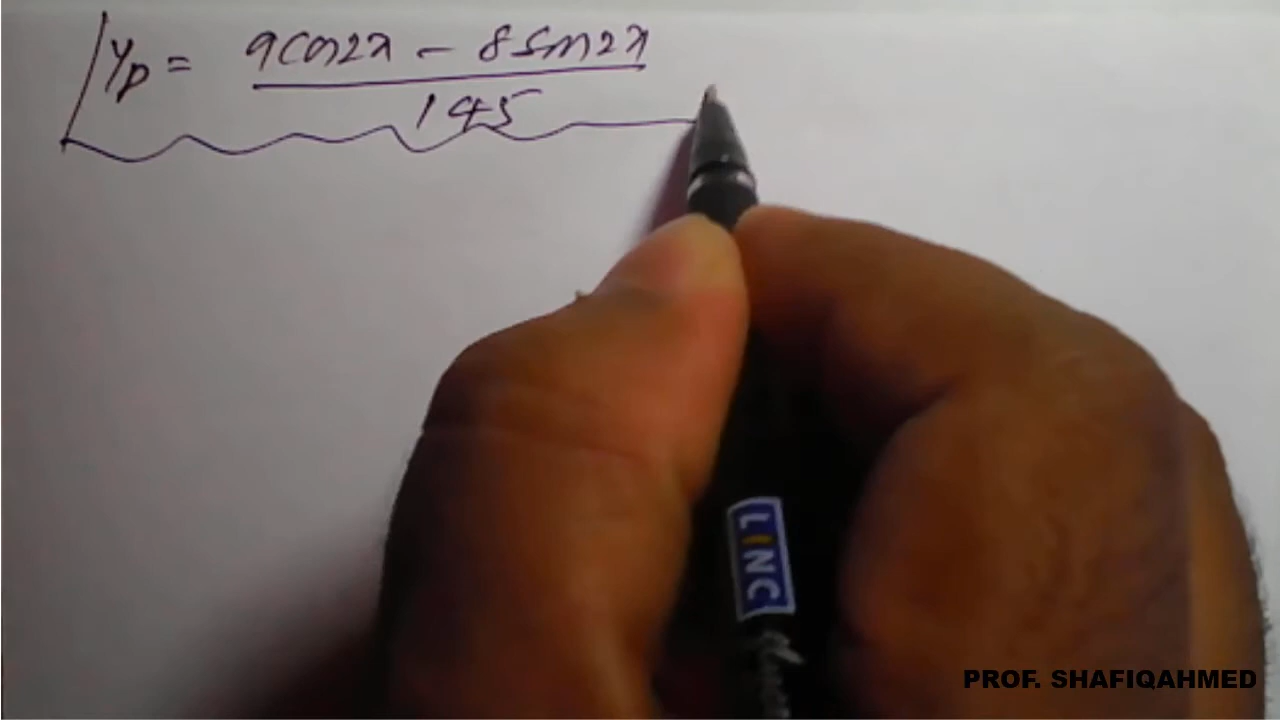 yp = 9cos2x - 8sin2x
145
LINC
PROF. SHAFIQAHMED